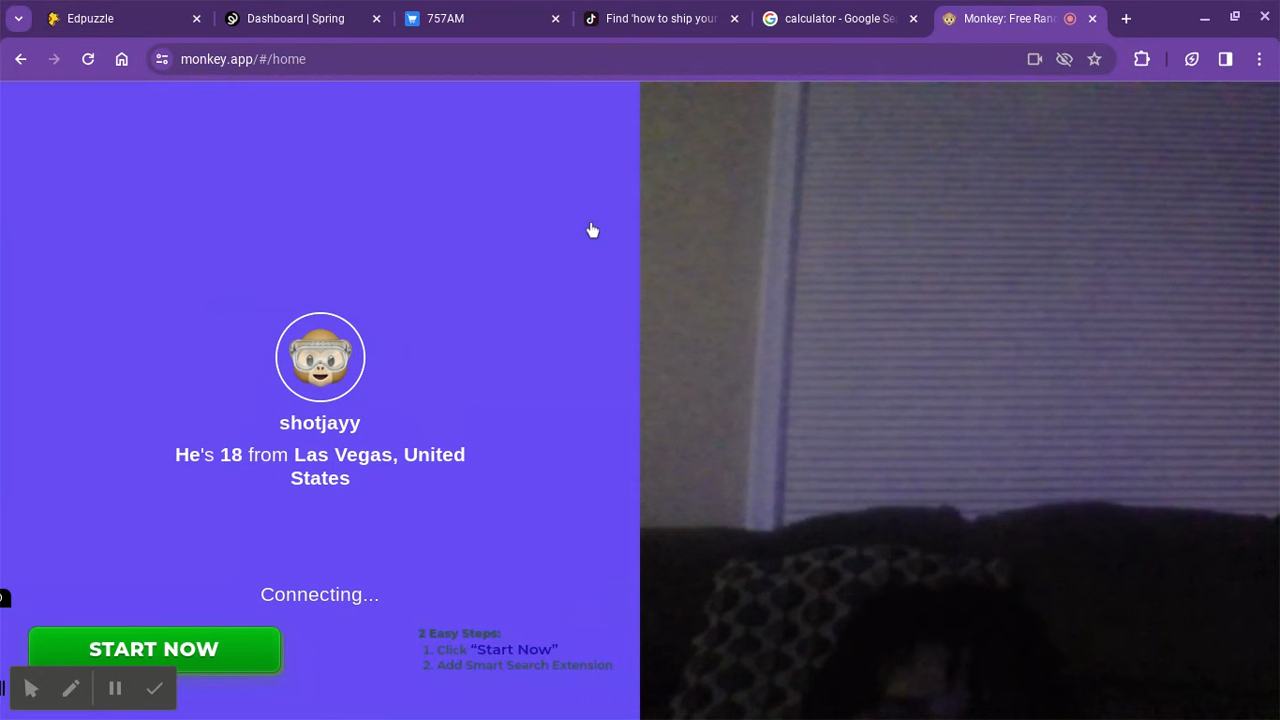 Edpuzzle
Dashboard | Spring
757AM
Find 'how to ship your
calculator - Google Se
Monkey: Free Ran
monkey.app/#/home
shotjayy
He's 18 from Las Vegas, United
States
Connecting...
START NOW
2 Easy Steps:
1. Click "Start Now"
2. Add Smart Search Extension